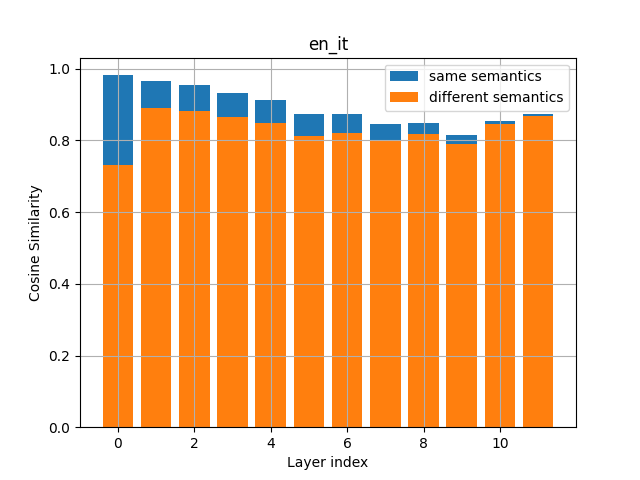 en_it
same semantics
different semantics
1.0
0.8
0.6
0.4
0.2
0.0
Cosine Similarity
0 2 4 6 8 10
Layer index